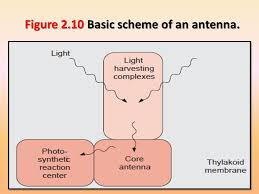 Figure 2.10 Basic scheme of an antenna.
Light
Light
Light
harvesting
complexes
Photo-
synthetic
reaction
center
Core
antenna
Thylakoid
membrane